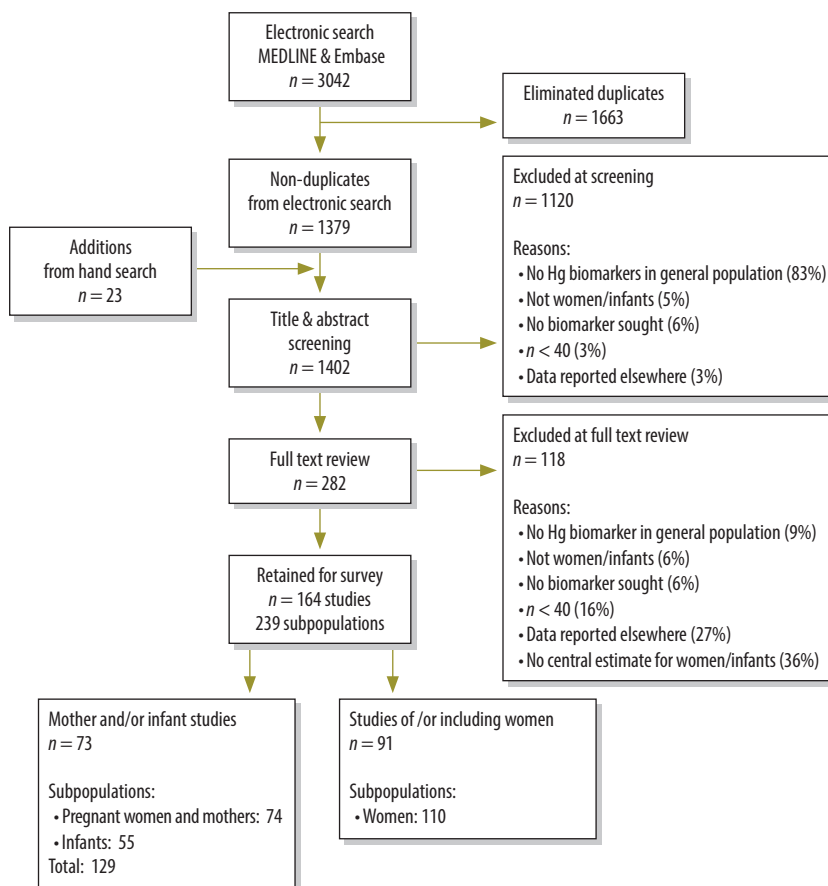 Electronic search
MEDLINE & Embase
n = 3042
Eliminated duplicates
n = 1663
Non-duplicates
from electronic search
n = 1379
Additions
from hand search
n = 23
Excluded at screening
n = 1120
Reasons:
• No Hg biomarkers in general population (83%)
• Not women/infants (5%)
• No biomarker sought (6%)
• n < 40 (3%)
• Data reported elsewhere (3%)
Title & abstract
screening
n = 1402
Full text review
n = 282
Excluded at full text review
n = 118
Reasons:
• No Hg biomarker in general population (9%)
• Not women/infants (6%)
• No biomarker sought (6%)
• n < 40 (16%)
• Data reported elsewhere (27%)
• No central estimate for women/infants (36%)
Retained for survey
n = 164 studies
239 subpopulations
Mother and/or infant studies
n = 73
Subpopulations:
• Pregnant women and mothers: 74
• Infants: 55
Total: 129
Studies of /or including women
n = 91
Subpopulations:
• Women: 110